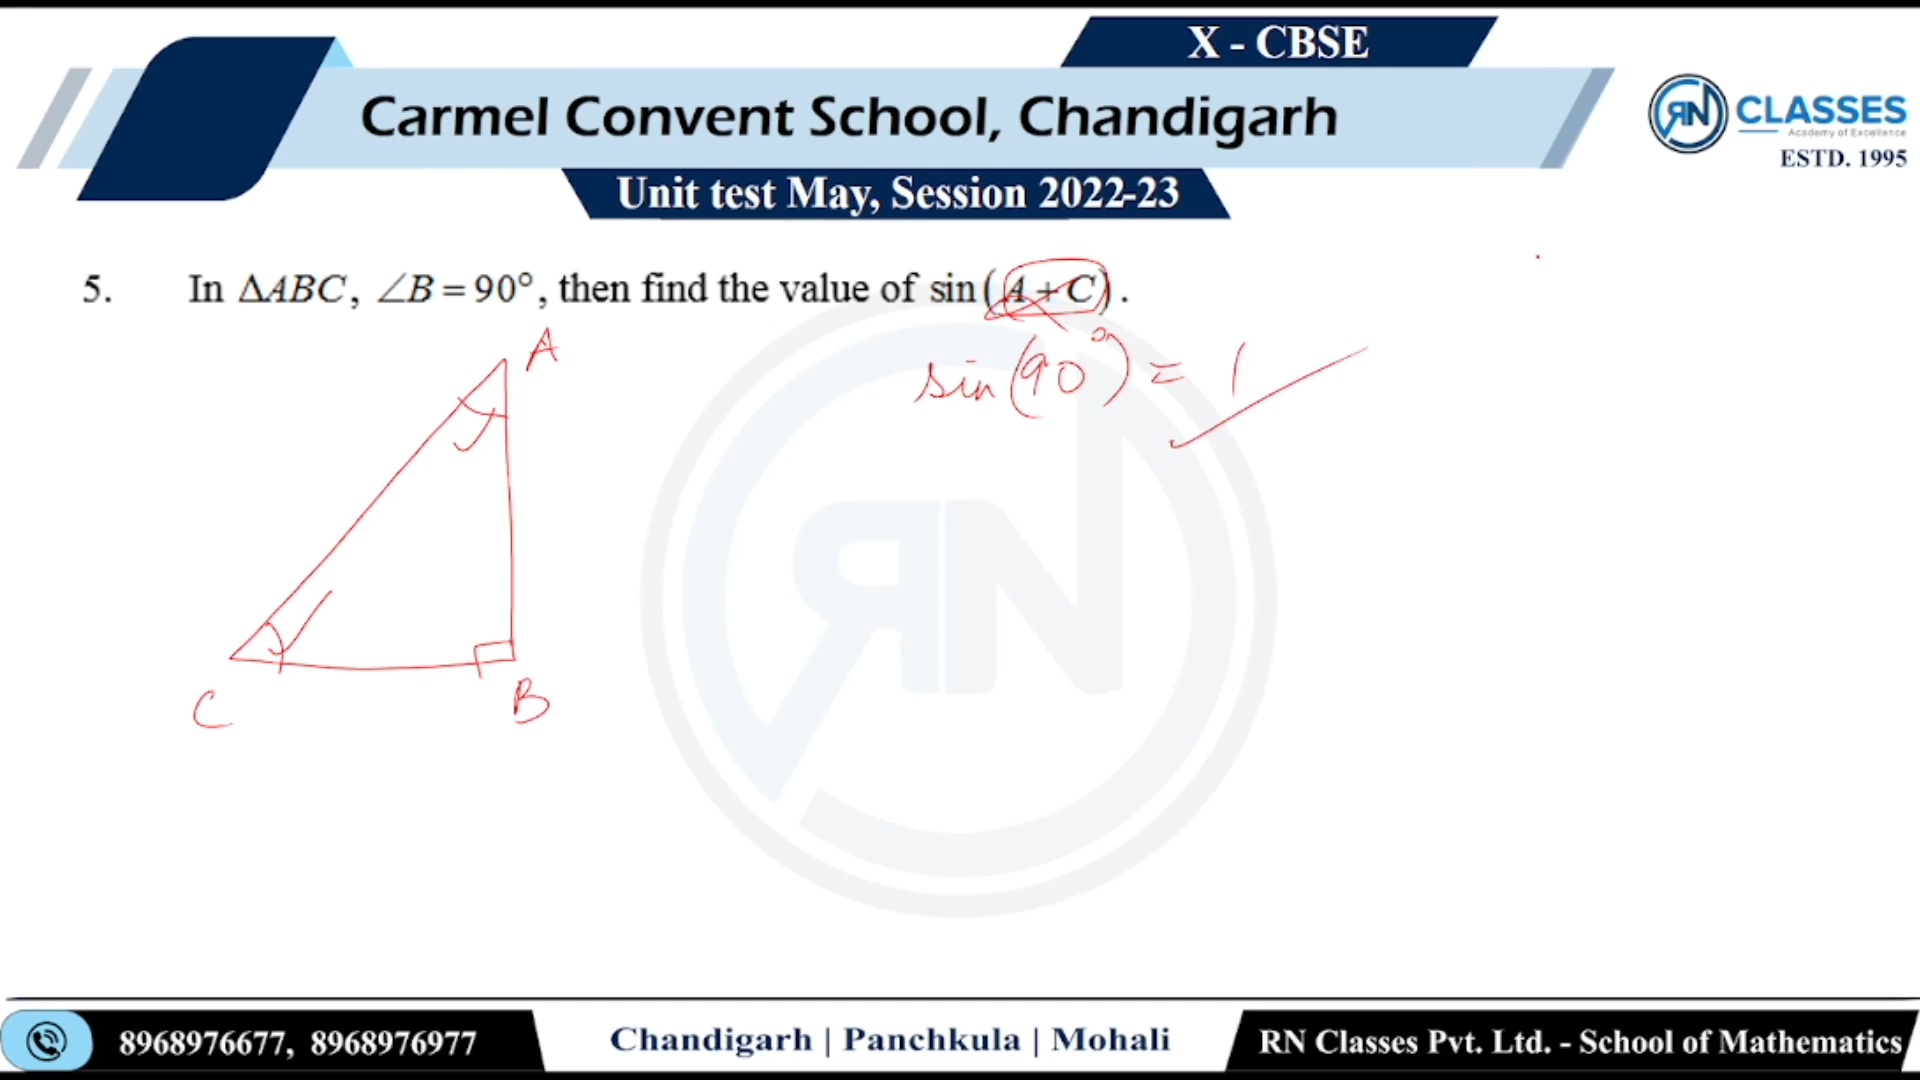 X - CBSE
Carmel Convent School, Chandigarh
RN CLASSES
Academy of Excellence
ESTD. 1995
Unit test May, Session 2022-23
5. In ΔABC, ∠B = 90°, then find the value of sin(A + C).
A
sin(90°) = 1
C
B
RN
8968976677, 8968976977
Chandigarh | Panchkula | Mohali
RN Classes Pvt. Ltd. - School of Mathematics